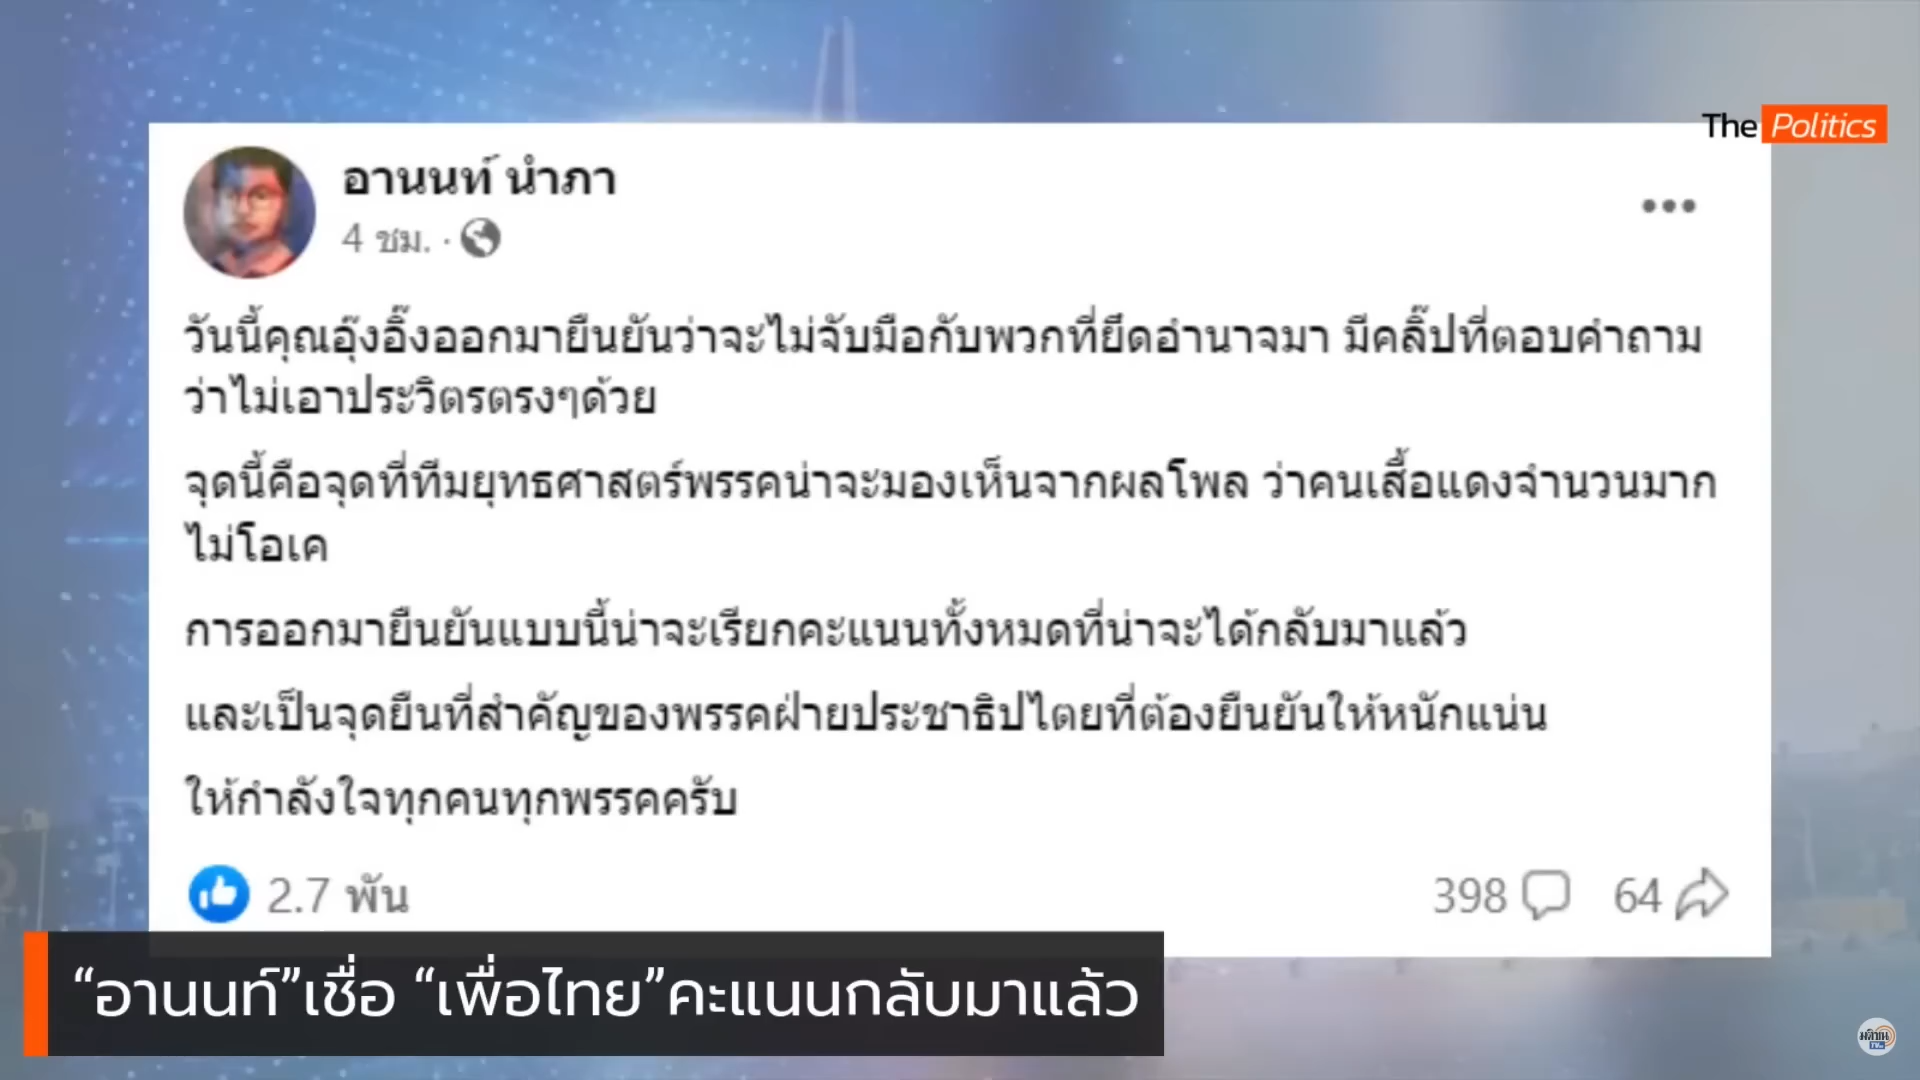 The Politics
อานนท์ นำภา
4 ชม. ·
วันนี้คุณอุ๊งอิ๊งออกมายืนยันว่าจะไม่จับมือกับพวกที่ยึดอำนาจมา มีคลิ๊ปที่ตอบคำถาม
ว่าไม่เอาประวิตรตรงๆด้วย
จุดนี้คือจุดที่ทีมยุทธศาสตร์พรรคน่าจะมองเห็นจากผลโพล ว่าคนเสื้อแดงจำนวนมาก
ไม่โอเค
การออกมายืนยันแบบนี้น่าจะเรียกคะแนนทั้งหมดที่น่าจะได้กลับมาแล้ว
และเป็นจุดยืนที่สำคัญของพรรคฝ่ายประชาธิปไตยที่ต้องยืนยันให้หนักแน่น
ให้กำลังใจทุกคนทุกพรรคครับ
2.7 พัน
398 64
“อานนท์”เชื่อ “เพื่อไทย”คะแนนกลับมาแล้ว
มติชน
TV